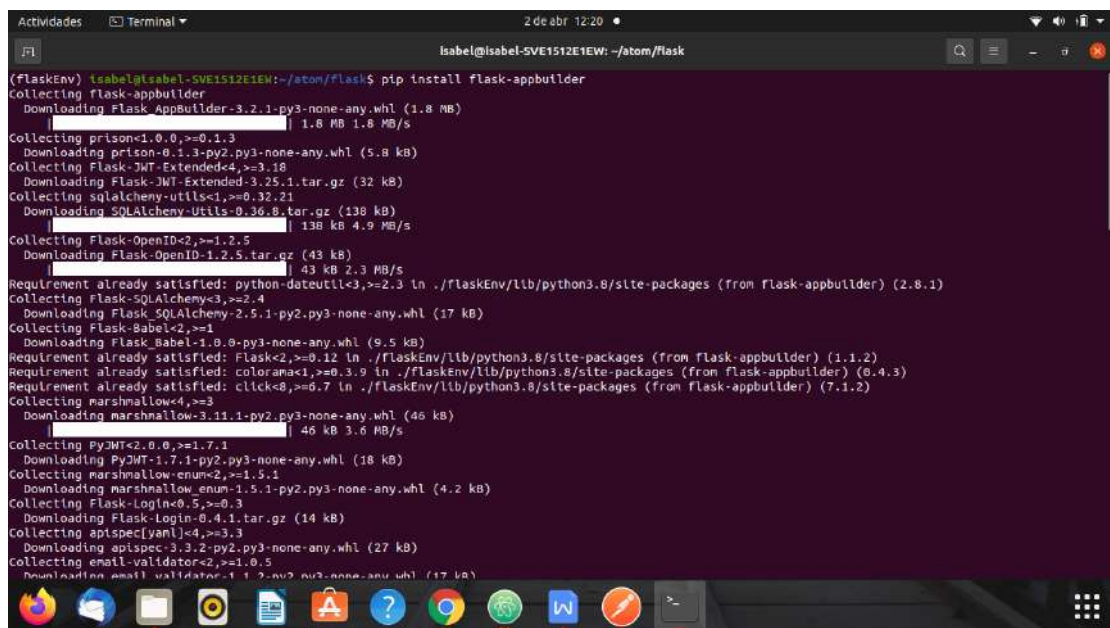 Actividades Terminal 2 de abr 12:20
isabel@isabel-SVE1512E1EW: ~/atom/flask
(flaskEnv) isabel@isabel-SVE1512E1EW:~/atom/flask$ pip install flask-appbuilder
Collecting flask-appbuilder
Downloading Flask_AppBuilder-3.2.1-py3-none-any.whl (1.8 MB)
| | 1.8 MB 1.8 MB/s
Collecting prison<1.0.0,>=0.1.3
Downloading prison-0.1.3-py2.py3-none-any.whl (5.8 kB)
Collecting Flask-JWT-Extended<4,>=3.18
Downloading Flask-JWT-Extended-3.25.1.tar.gz (32 kB)
Collecting sqlalchemy-utils<1,>=0.32.21
Downloading SQLAlchemy-Utils-0.36.8.tar.gz (138 kB)
| | 138 kB 4.9 MB/s
Collecting Flask-OpenID<2,>=1.2.5
Downloading Flask-OpenID-1.2.5.tar.gz (43 kB)
| | 43 kB 2.3 MB/s
Requirement already satisfied: python-dateutil<3,>=2.3 in ./flaskEnv/lib/python3.8/site-packages (from flask-appbuilder) (2.8.1)
Collecting Flask-SQLAlchemy<3,>=2.4
Downloading Flask_SQLAlchemy-2.5.1-py2.py3-none-any.whl (17 kB)
Collecting Flask-Babel<2,>=1
Downloading Flask_Babel-1.0.0-py3-none-any.whl (9.5 kB)
Requirement already satisfied: Flask<2,>=0.12 in ./flaskEnv/lib/python3.8/site-packages (from flask-appbuilder) (1.1.2)
Requirement already satisfied: colorama<1,>=0.3.9 in ./flaskEnv/lib/python3.8/site-packages (from flask-appbuilder) (0.4.3)
Requirement already satisfied: click<8,>=6.7 in ./flaskEnv/lib/python3.8/site-packages (from flask-appbuilder) (7.1.2)
Collecting marshmallow<4,>=3
Downloading marshmallow-3.11.1-py2.py3-none-any.whl (46 kB)
| | 46 kB 3.6 MB/s
Collecting PyJWT<2.0.0,>=1.7.1
Downloading PyJWT-1.7.1-py2.py3-none-any.whl (18 kB)
Collecting marshmallow-enum<2,>=1.5.1
Downloading marshmallow_enum-1.5.1-py2.py3-none-any.whl (4.2 kB)
Collecting Flask-Login<0.5,>=0.3
Downloading Flask-Login-0.4.1.tar.gz (14 kB)
Collecting apispec[yaml]<4,>=3.3
Downloading apispec-3.3.2-py2.py3-none-any.whl (27 kB)
Collecting email-validator<2,>=1.0.5
Downloading email_validator-1.1.2-py2.py3-none-any.whl (17 kB)